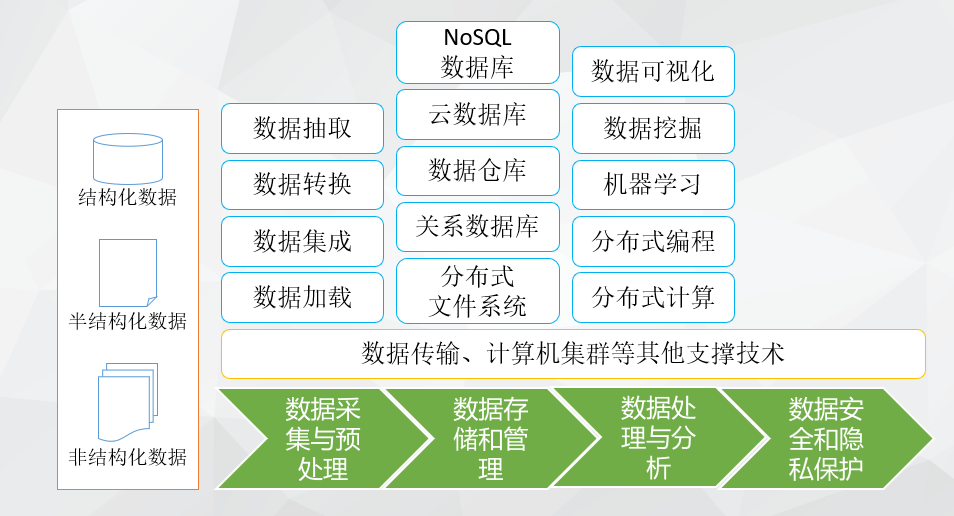 结构化数据
半结构化数据
非结构化数据
数据抽取
数据转换
数据集成
数据加载
NoSQL
数据库
云数据库
数据仓库
关系数据库
分布式
文件系统
数据可视化
数据挖掘
机器学习
分布式编程
分布式计算
数据传输、计算机集群等其他支撑技术
数据采
集与预
处理
数据存
储和管
理
数据处
理与分
析
数据安
全和隐
私保护